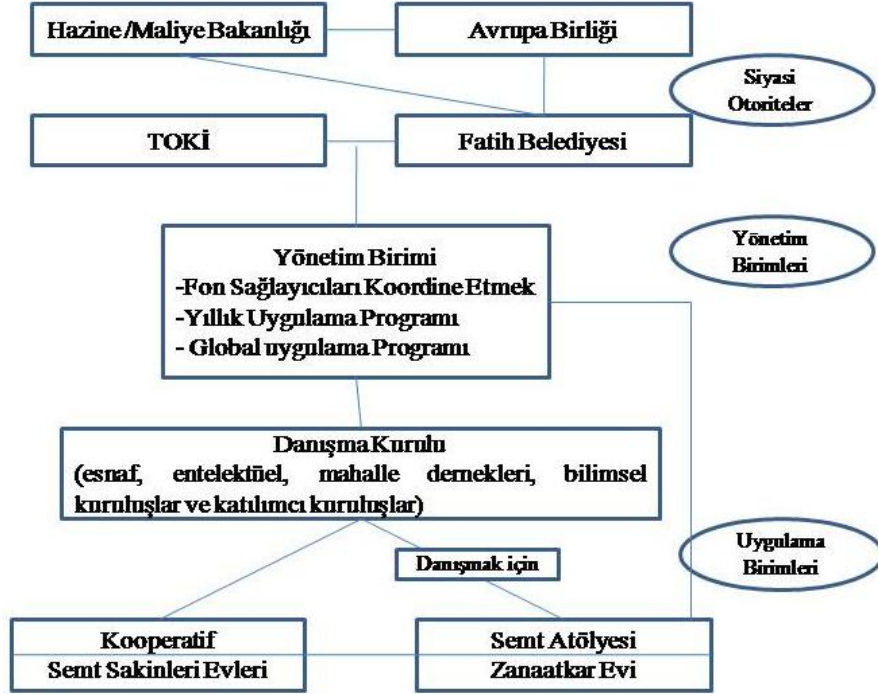 Hazine /Maliye Bakanlığı
Avrupa Birliği
Siyasi
Otoriteler
TOKİ
Fatih Belediyesi
Yönetim Birimi
-Fon Sağlayıcıları Koordine Etmek
-Yıllık Uygulama Programı
- Global uygulama Programı
Yönetim
Birimleri
Danışma Kurulu
(esnaf, entelektüel, mahalle dernekleri, bilimsel
kuruluşlar ve katılımcı kuruluşlar)
Danışmak için
Uygulama
Birimleri
Kooperatif
Semt Sakinleri Evleri
Semt Atölyesi
Zanaatkar Evi